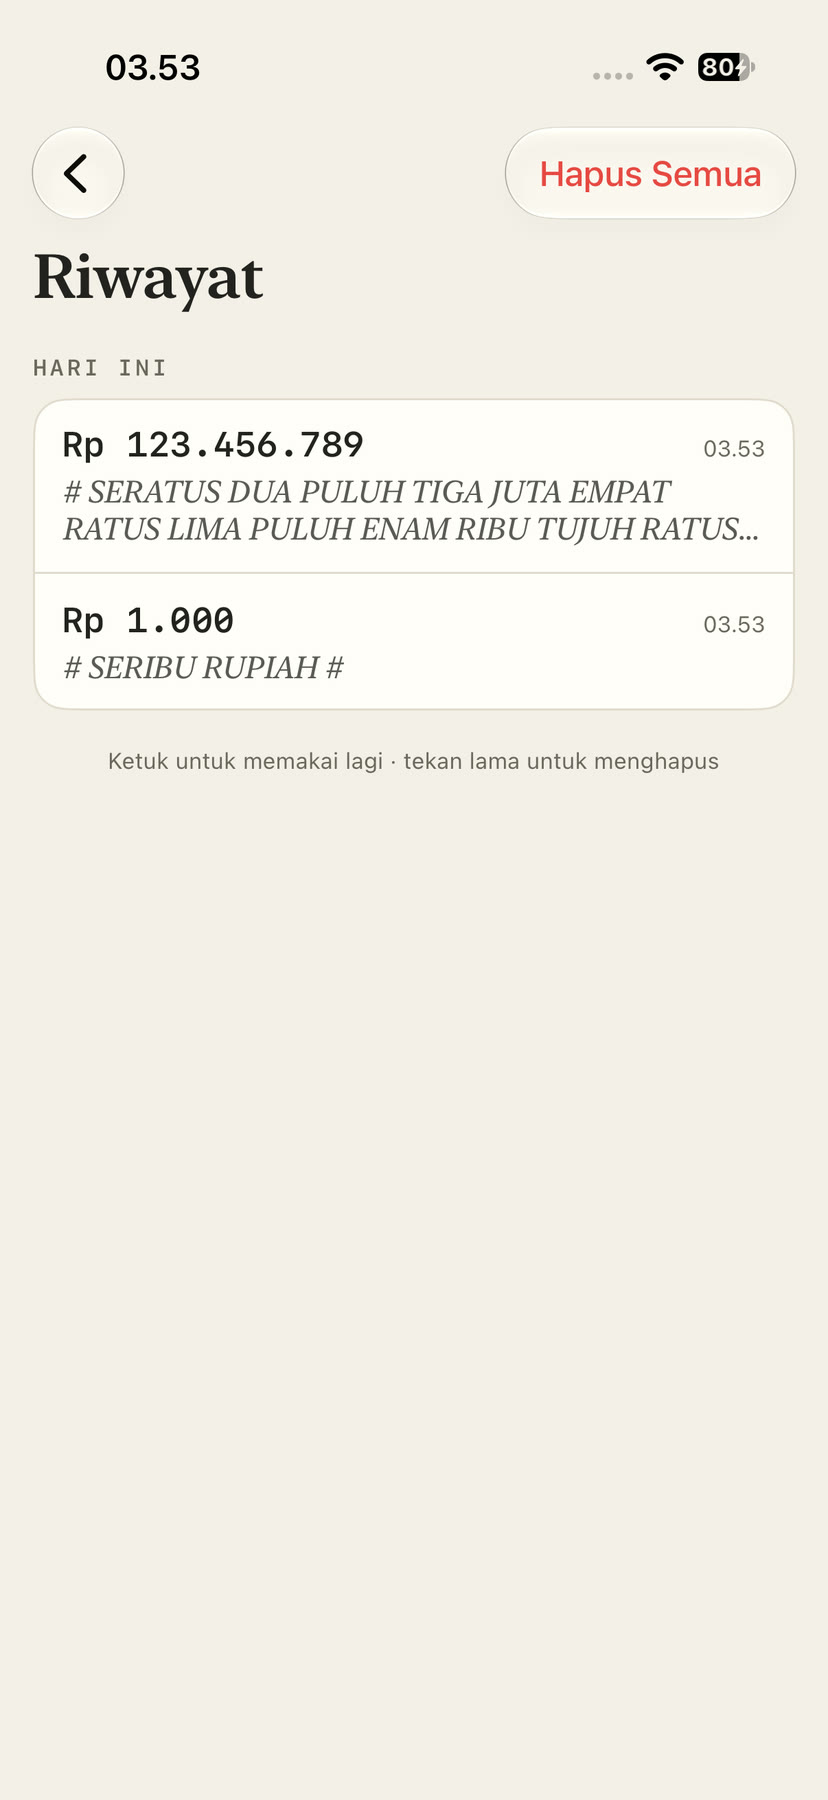 03.53
80
Hapus Semua
Riwayat
HARI INI
Rp 123.456.789
03.53
# SERATUS DUA PULUH TIGA JUTA EMPAT
RATUS LIMA PULUH ENAM RIBU TUJUH RATUS...
Rp 1.000
03.53
# SERIBU RUPIAH #
Ketuk untuk memakai lagi · tekan lama untuk menghapus